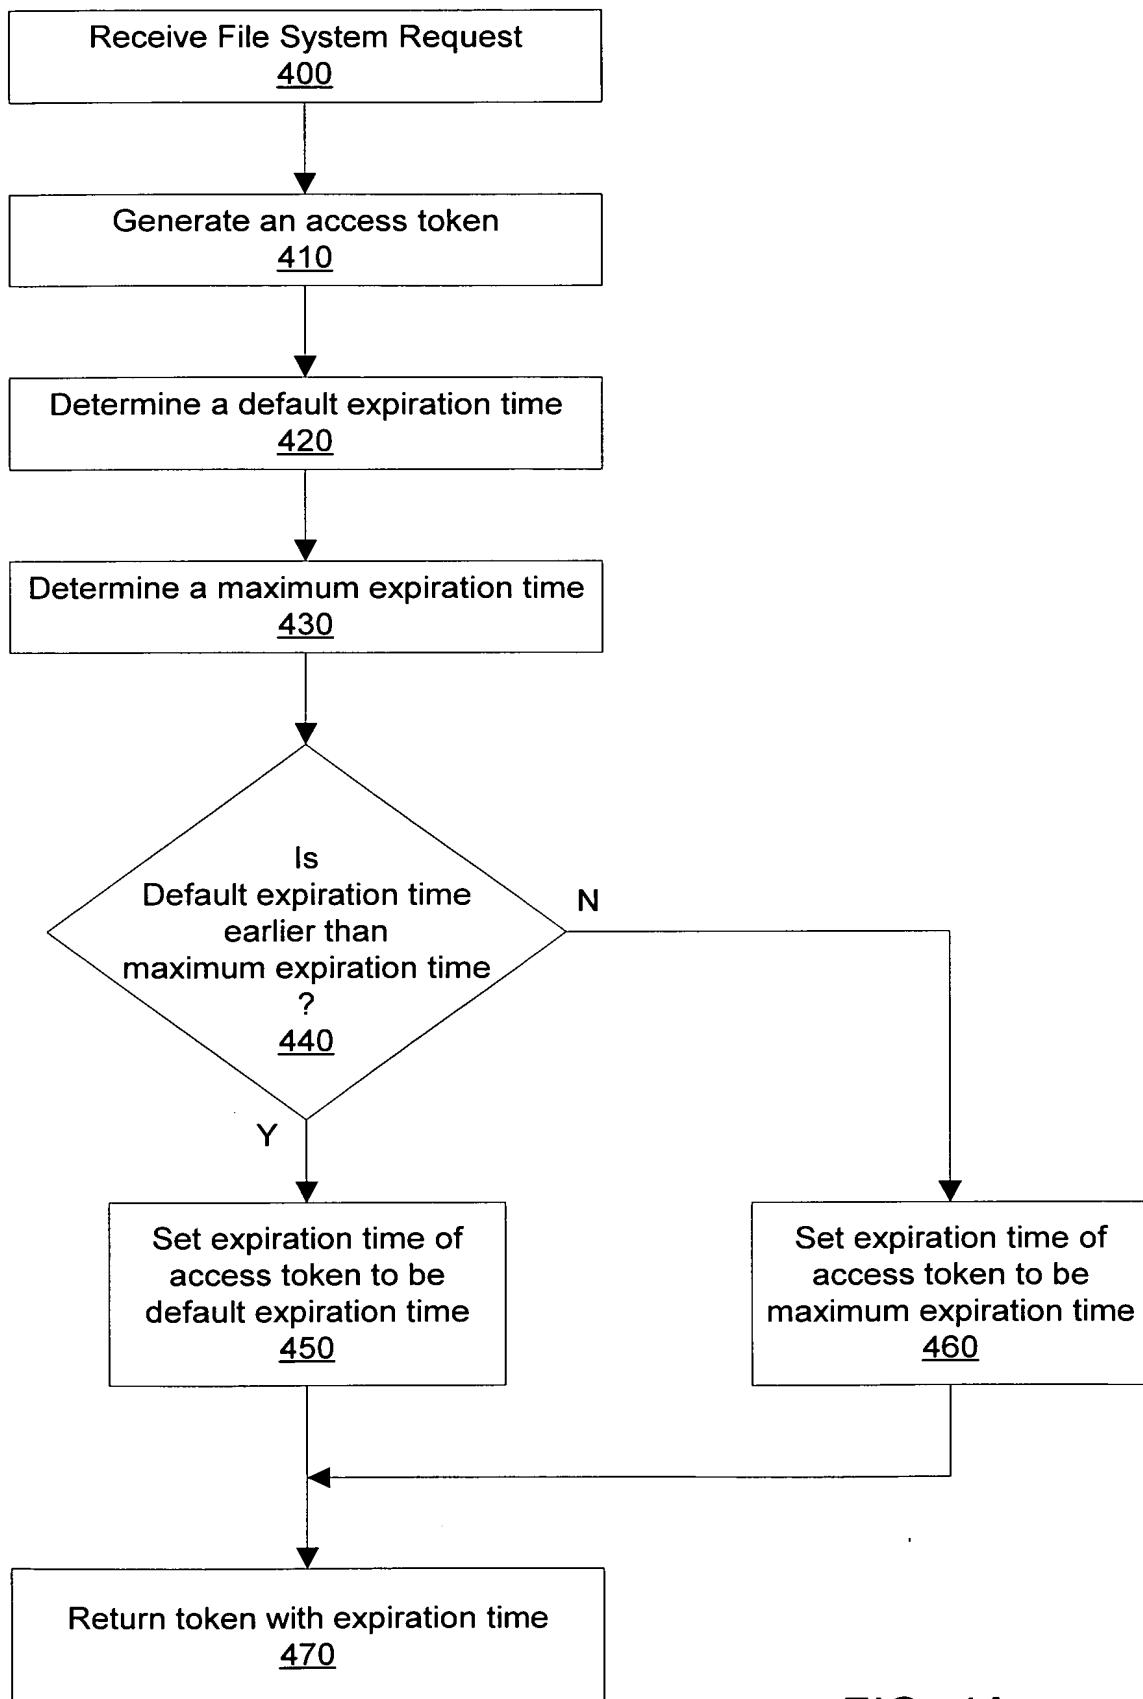 Receive File System Request
400
Generate an access token
410
Determine a default expiration time
420
Determine a maximum expiration time
430
Is
Default expiration time
earlier than
maximum expiration time
?
440
N
Y
Set expiration time of
access token to be
default expiration time
450
Set expiration time of
access token to be
maximum expiration time
460
Return token with expiration time
470